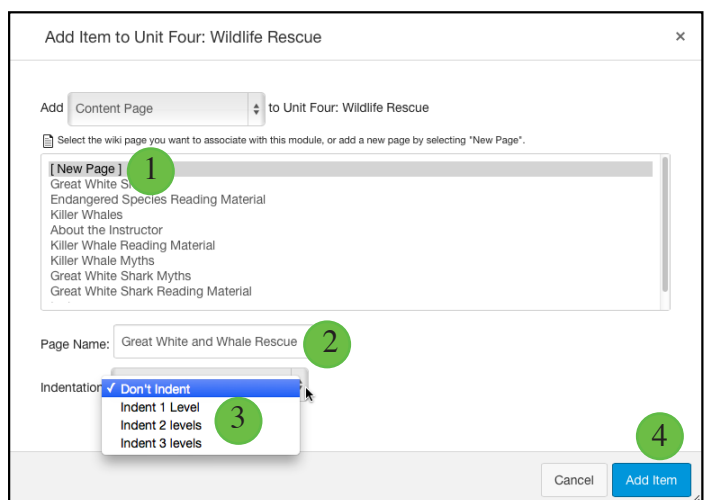 Add Item to Unit Four: Wildlife Rescue ×
Add Content Page to Unit Four: Wildlife Rescue
Select the wiki page you want to associate with this module, or add a new page by selecting "New Page".
[ New Page ] 1
Great White
Endangered Species Reading Material
Killer Whales
About the Instructor
Killer Whale Reading Material
Killer Whale Myths
Great White Shark Myths
Great White Shark Reading Material
Page Name: Great White and Whale Rescue 2
Indentation ✓ Don't Indent
Indent 1 Level
Indent 2 levels 3
Indent 3 levels
4
Cancel Add Item